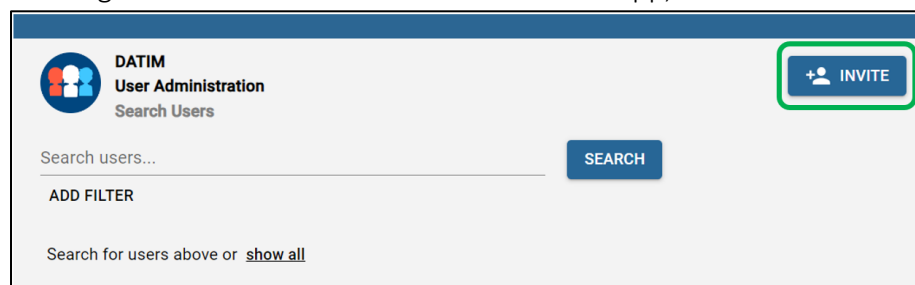 DATIM
User Administration
Search Users
INVITE
Search users...
SEARCH
ADD FILTER
Search for users above or show all